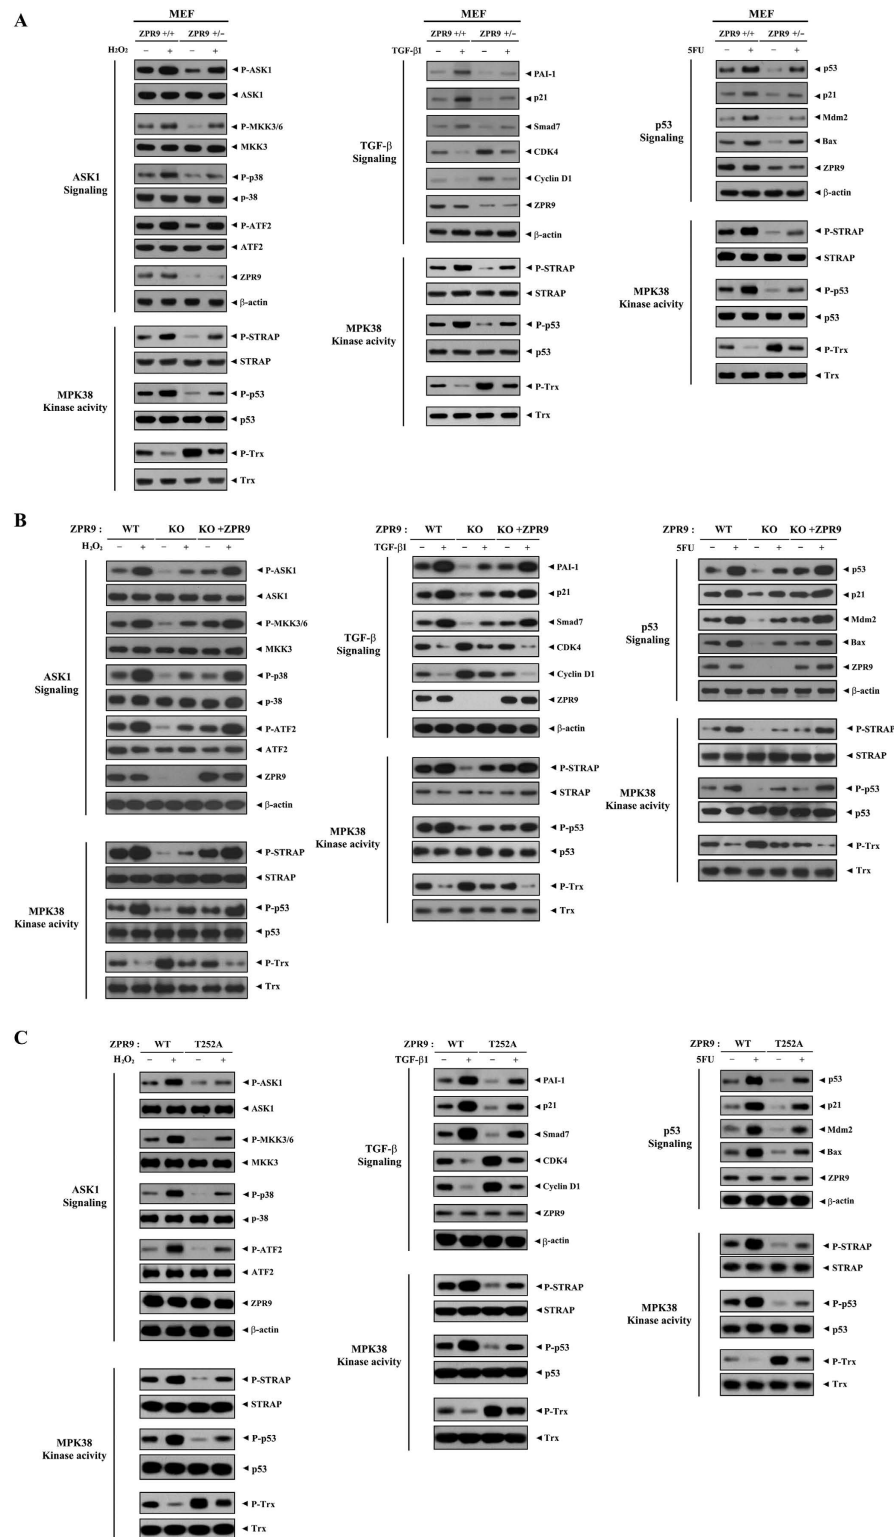 A
MEF
ZPR9 +/+ ZPR9 +/−
H₂O₂ − + − +
ASK1
Signaling
P-ASK1
ASK1
P-MKK3/6
MKK3
P-p38
p-38
P-ATF2
ATF2
ZPR9
β-actin
MPK38
Kinase acivity
P-STRAP
STRAP
P-p53
p53
P-Trx
Trx
MEF
ZPR9 +/+ ZPR9 +/−
TGF-β1 − + − +
TGF-β
Signaling
PAI-1
p21
Smad7
CDK4
Cyclin D1
ZPR9
β-actin
MPK38
Kinase acivity
P-STRAP
STRAP
P-p53
p53
P-Trx
Trx
MEF
ZPR9 +/+ ZPR9 +/−
5FU − + − +
p53
Signaling
p53
p21
Mdm2
Bax
ZPR9
β-actin
MPK38
Kinase acivity
P-STRAP
STRAP
P-p53
p53
P-Trx
Trx
B
ZPR9 : WT KO KO +ZPR9
H₂O₂ − + − + − +
ASK1
Signaling
P-ASK1
ASK1
P-MKK3/6
MKK3
P-p38
p-38
P-ATF2
ATF2
ZPR9
β-actin
MPK38
Kinase acivity
P-STRAP
STRAP
P-p53
p53
P-Trx
Trx
ZPR9 : WT KO KO +ZPR9
TGF-β1 − + − + − +
TGF-β
Signaling
PAI-1
p21
Smad7
CDK4
Cyclin D1
ZPR9
β-actin
MPK38
Kinase acivity
P-STRAP
STRAP
P-p53
p53
P-Trx
Trx
ZPR9 : WT KO KO +ZPR9
5FU − + − + − +
p53
Signaling
p53
p21
Mdm2
Bax
ZPR9
β-actin
MPK38
Kinase acivity
P-STRAP
STRAP
P-p53
p53
P-Trx
Trx
C
ZPR9 : WT T252A
H₂O₂ − + − +
ASK1
Signaling
P-ASK1
ASK1
P-MKK3/6
MKK3
P-p38
p-38
P-ATF2
ATF2
ZPR9
β-actin
MPK38
Kinase acivity
P-STRAP
STRAP
P-p53
p53
P-Trx
Trx
ZPR9 : WT T252A
TGF-β1 − + − +
TGF-β
Signaling
PAI-1
p21
Smad7
CDK4
Cyclin D1
ZPR9
β-actin
MPK38
Kinase acivity
P-STRAP
STRAP
P-p53
p53
P-Trx
Trx
ZPR9 : WT T252A
5FU − + − +
p53
Signaling
p53
p21
Mdm2
Bax
ZPR9
β-actin
MPK38
Kinase acivity
P-STRAP
STRAP
P-p53
p53
P-Trx
Trx